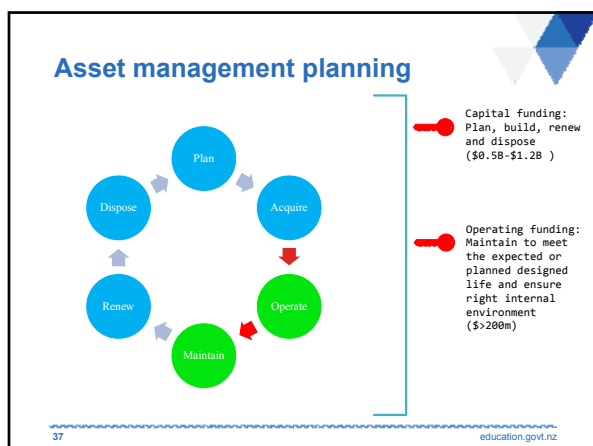 Asset management planning
Plan
Acquire
Operate
Maintain
Renew
Dispose
Capital funding:
Plan, build, renew
and dispose
($0.5B-$1.2B )
Operating funding:
Maintain to meet
the expected or
planned designed
life and ensure
right internal
environment
($>200m)
37
education.govt.nz